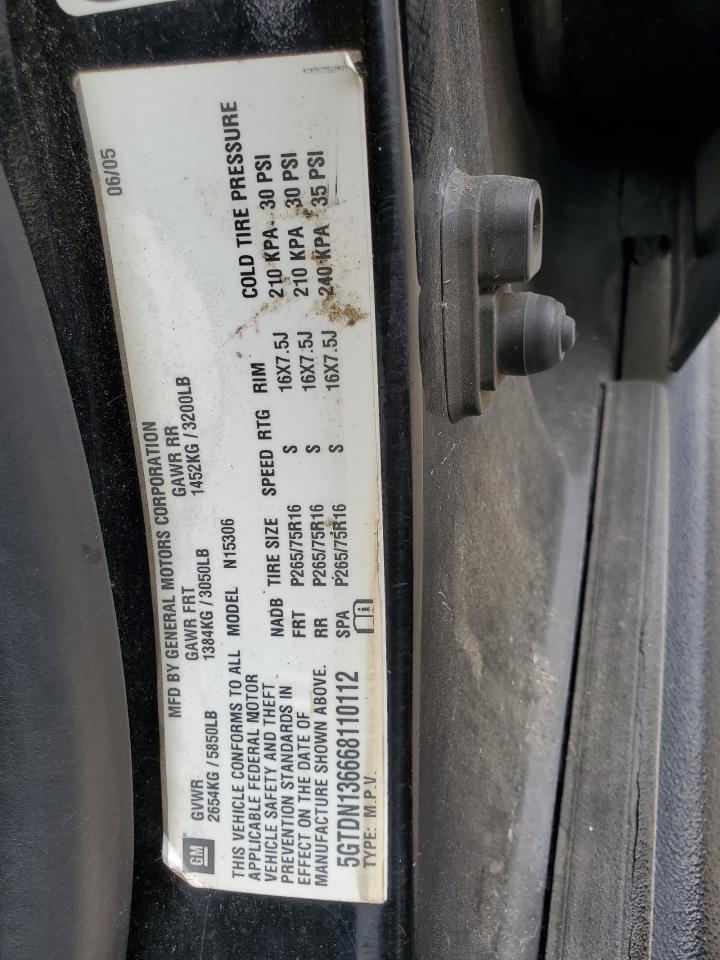 06/05
MFD BY GENERAL MOTORS CORPORATION
GVWR GAWR FRT GAWR RR
2654KG / 5850LB 1384KG / 3050LB 1452KG / 3200LB
GM
THIS VEHICLE CONFORMS TO ALL
APPLICABLE FEDERAL MOTOR
VEHICLE SAFETY AND THEFT
PREVENTION STANDARDS IN
EFFECT ON THE DATE OF
MANUFACTURE SHOWN ABOVE.
MODEL N15306
NADB TIRE SIZE SPEED RTG RIM COLD TIRE PRESSURE
FRT P265/75R16 S 16X7.5J 210 KPA 30 PSI
RR P265/75R16 S 16X7.5J 210 KPA 30 PSI
SPA P265/75R16 S 16X7.5J 240 KPA 35 PSI
5GTDN136668110112
TYPE: M.P.V.